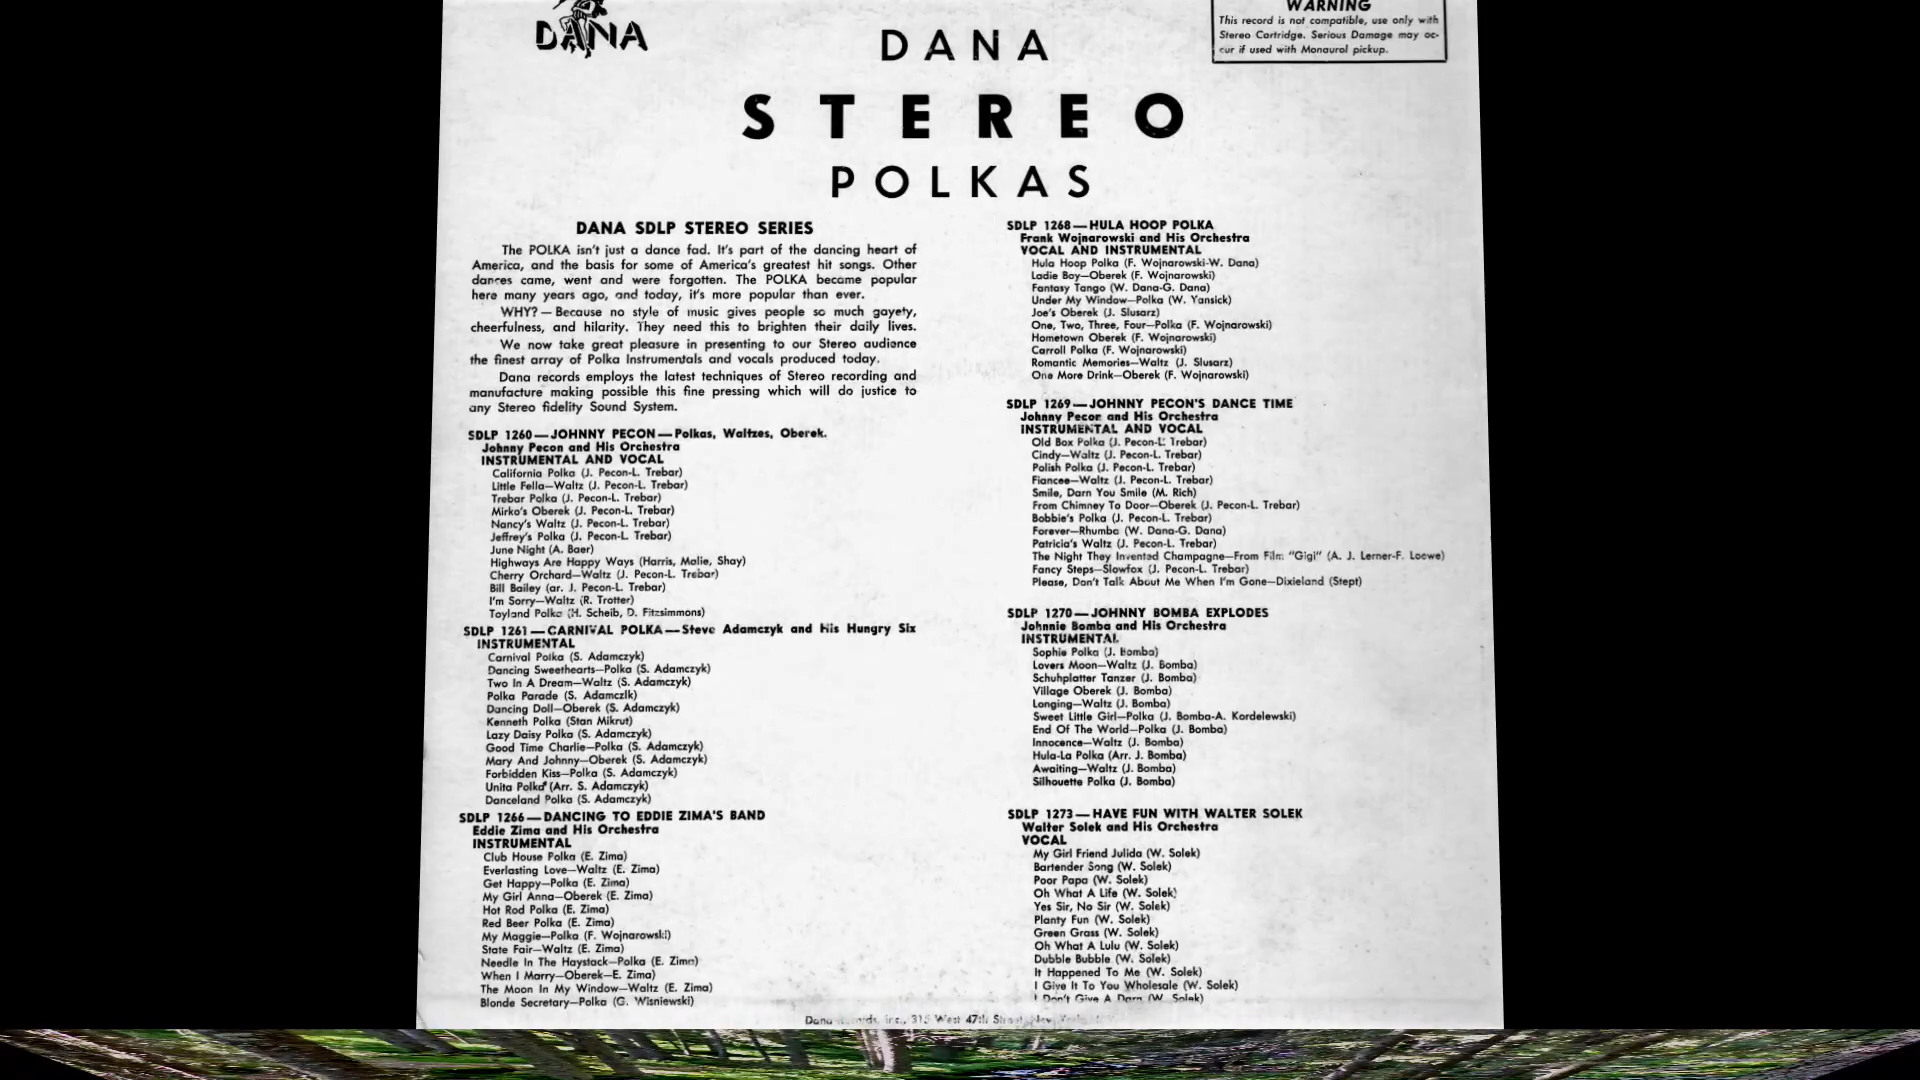 DANA
WARNING
This record is not compatible, use only with
Stereo Cartridge. Serious Damage may oc-
cur if used with Monaural pickup.
DANA
STEREO
POLKAS
DANA SDLP STEREO SERIES
The POLKA isn't just a dance fad. It's part of the dancing heart of
America, and the basis for some of America's greatest hit songs. Other
dances came, went and were forgotten. The POLKA became popular
here many years ago, and today, it's more popular than ever.
WHY? — Because no style of music gives people so much gayety,
cheerfulness, and hilarity. They need this to brighten their daily lives.
We now take great pleasure in presenting to our Stereo audience
the finest array of Polka Instrumentals and vocals produced today.
Dana records employs the latest techniques of Stereo recording and
manufacture making possible this fine pressing which will do justice to
any Stereo fidelity Sound System.
SDLP 1260—JOHNNY PECON—Polkas, Waltzes, Oberek.
Johnny Pecon and His Orchestra
INSTRUMENTAL AND VOCAL
California Polka (J. Pecon-L. Trebar)
Little Fella—Waltz (J. Pecon-L. Trebar)
Trebar Polka (J. Pecon-L. Trebar)
Mirko's Oberek (J. Pecon-L. Trebar)
Nancy's Waltz (J. Pecon-L. Trebar)
Jeffrey's Polka (J. Pecon-L. Trebar)
June Night (A. Baer)
Highways Are Happy Ways (Harris, Malie, Shay)
Cherry Orchard—Waltz (J. Pecon-L. Trebar)
Bill Bailey (ar. J. Pecon-L. Trebar)
I'm Sorry—Waltz (R. Trotter)
Toyland Polka (H. Scheib, D. Fitzsimmons)
SDLP 1261—CARNIVAL POLKA—Steve Adamczyk and His Hungry Six
INSTRUMENTAL
Carnival Polka (S. Adamczyk)
Dancing Sweethearts—Polka (S. Adamczyk)
Two In A Dream—Waltz (S. Adamczyk)
Polka Parade (S. Adamczlk)
Dancing Doll—Oberek (S. Adamczyk)
Kenneth Polka (Stan Mikrut)
Lazy Daisy Polka (S. Adamczyk)
Good Time Charlie—Polka (S. Adamczyk)
Mary And Johnny—Oberek (S. Adamczyk)
Forbidden Kiss—Polka (S. Adamczyk)
Unita Polka (Arr. S. Adamczyk)
Danceland Polka (S. Adamczyk)
SDLP 1266—DANCING TO EDDIE ZIMA'S BAND
Eddie Zima and His Orchestra
INSTRUMENTAL
Club House Polka (E. Zima)
Everlasting Love—Waltz (E. Zima)
Get Happy—Polka (E. Zima)
My Girl Anna—Oberek (E. Zima)
Hot Rod Polka (E. Zima)
Red Beer Polka (E. Zima)
My Maggie—Polka (F. Wojnarowski)
State Fair—Waltz (E. Zima)
Needle In The Haystack—Polka (E. Zima)
When I Marry—Oberek—E. Zima)
The Moon In My Window—Waltz (E. Zima)
Blonde Secretary—Polka (G. Wisniewski)
SDLP 1268—HULA HOOP POLKA
Frank Wojnarowski and His Orchestra
VOCAL AND INSTRUMENTAL
Hula Hoop Polka (F. Wojnarowski-W. Dana)
Ladie Boy—Oberek (F. Wojnarowski)
Fantasy Tango (W. Dana-G. Dana)
Under My Window—Polka (W. Yansick)
Joe's Oberek (J. Slusarz)
One, Two, Three, Four—Polka (F. Wojnarowski)
Hometown Oberek (F. Wojnarowski)
Carroll Polka (F. Wojnarowski)
Romantic Memories—Waltz (J. Slusarz)
One More Drink—Oberek (F. Wojnarowski)
SDLP 1269—JOHNNY PECON'S DANCE TIME
Johnny Pecon and His Orchestra
INSTRUMENTAL AND VOCAL
Old Box Polka (J. Pecon-L. Trebar)
Cindy—Waltz (J. Pecon-L. Trebar)
Polish Polka (J. Pecon-L. Trebar)
Fiancee—Waltz (J. Pecon-L. Trebar)
Smile, Darn You Smile (M. Rich)
From Chimney To Door—Oberek (J. Pecon-L. Trebar)
Bobbie's Polka (J. Pecon-L. Trebar)
Forever—Rhumba (W. Dana-G. Dana)
Patricia's Waltz (J. Pecon-L. Trebar)
The Night They Invented Champagne—From Film "Gigi" (A. J. Lerner-F. Loewe)
Fancy Steps—Slowfox (J. Pecon-L. Trebar)
Please, Don't Talk About Me When I'm Gone—Dixieland (Stept)
SDLP 1270—JOHNNY BOMBA EXPLODES
Johnnie Bomba and His Orchestra
INSTRUMENTAL
Sophie Polka (J. Bomba)
Lovers Moon—Waltz (J. Bomba)
Schuhplatter Tanzer (J. Bomba)
Village Oberek (J. Bomba)
Longing—Waltz (J. Bomba)
Sweet Little Girl—Polka (J. Bomba-A. Kordelewski)
End Of The World—Polka (J. Bomba)
Innocence—Waltz (J. Bomba)
Hula-La Polka (Arr. J. Bomba)
Awaiting—Waltz (J. Bomba)
Silhouette Polka (J. Bomba)
SDLP 1273—HAVE FUN WITH WALTER SOLEK
Walter Solek and His Orchestra
VOCAL
My Girl Friend Julida (W. Solek)
Bartender Song (W. Solek)
Poor Papa (W. Solek)
Oh What A Life (W. Solek)
Yes Sir, No Sir (W. Solek)
Planty Fun (W. Solek)
Green Grass (W. Solek)
Oh What A Lulu (W. Solek)
Dubble Bubble (W. Solek)
It Happened To Me (W. Solek)
I Give It To You Wholesale (W. Solek)
I Don't Give A Darn (W. Solek)
Dana Inc., 315 West 47th